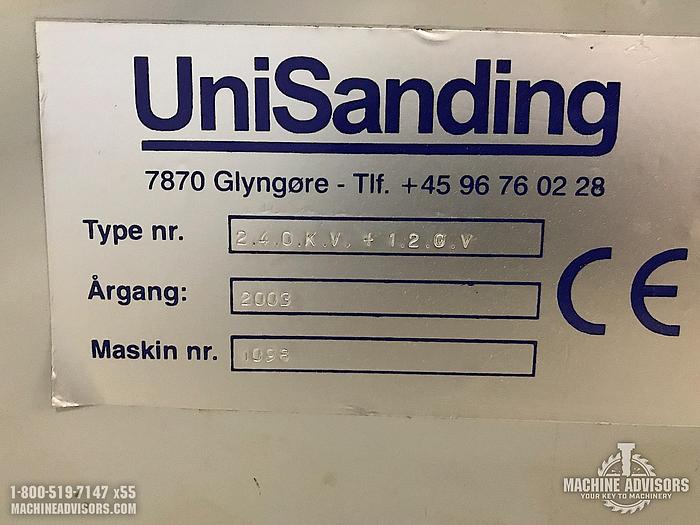 UniSanding
7870 Glyngøre - Tlf. +45 96 76 02 28
Type nr. 2.4.0.K.V. + 1.2.0.V
Årgang: 2003
Maskin nr. 1098
CE
1-800-519-7147 x55
MACHINEADVISORS.COM
MACHINE ADVISORS
YOUR KEY TO MACHINERY